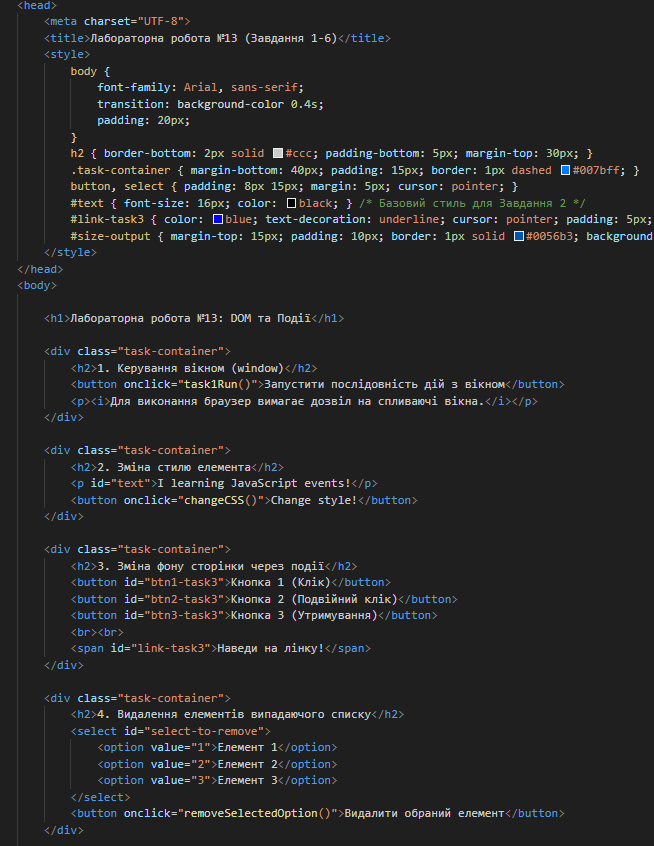 <head>
<meta charset="UTF-8">
<title>Лабораторна робота №13 (Завдання 1-6)</title>
<style>
body {
font-family: Arial, sans-serif;
transition: background-color 0.4s;
padding: 20px;
}
h2 { border-bottom: 2px solid #ccc; padding-bottom: 5px; margin-top: 30px; }
.task-container { margin-bottom: 40px; padding: 15px; border: 1px dashed #007bff; }
button, select { padding: 8px 15px; margin: 5px; cursor: pointer; }
#text { font-size: 16px; color: black; } /* Базовий стиль для Завдання 2 */
#link-task3 { color: blue; text-decoration: underline; cursor: pointer; padding: 5px;
#size-output { margin-top: 15px; padding: 10px; border: 1px solid #0056b3; background
</style>
</head>
<body>
<h1>Лабораторна робота №13: DOM та Події</h1>
<div class="task-container">
<h2>1. Керування вікном (window)</h2>
<button onclick="task1Run()">Запустити послідовність дій з вікном</button>
<p><i>Для виконання браузер вимагає дозвіл на спливаючі вікна.</i></p>
</div>
<div class="task-container">
<h2>2. Зміна стилю елемента</h2>
<p id="text">I learning JavaScript events!</p>
<button onclick="changeCSS()">Change style!</button>
</div>
<div class="task-container">
<h2>3. Зміна фону сторінки через події</h2>
<button id="btn1-task3">Кнопка 1 (Клік)</button>
<button id="btn2-task3">Кнопка 2 (Подвійний клік)</button>
<button id="btn3-task3">Кнопка 3 (Утримування)</button>
<br><br>
<span id="link-task3">Наведи на лінку!</span>
</div>
<div class="task-container">
<h2>4. Видалення елементів випадаючого списку</h2>
<select id="select-to-remove">
<option value="1">Елемент 1</option>
<option value="2">Елемент 2</option>
<option value="3">Елемент 3</option>
</select>
<button onclick="removeSelectedOption()">Видалити обраний елемент</button>
</div>